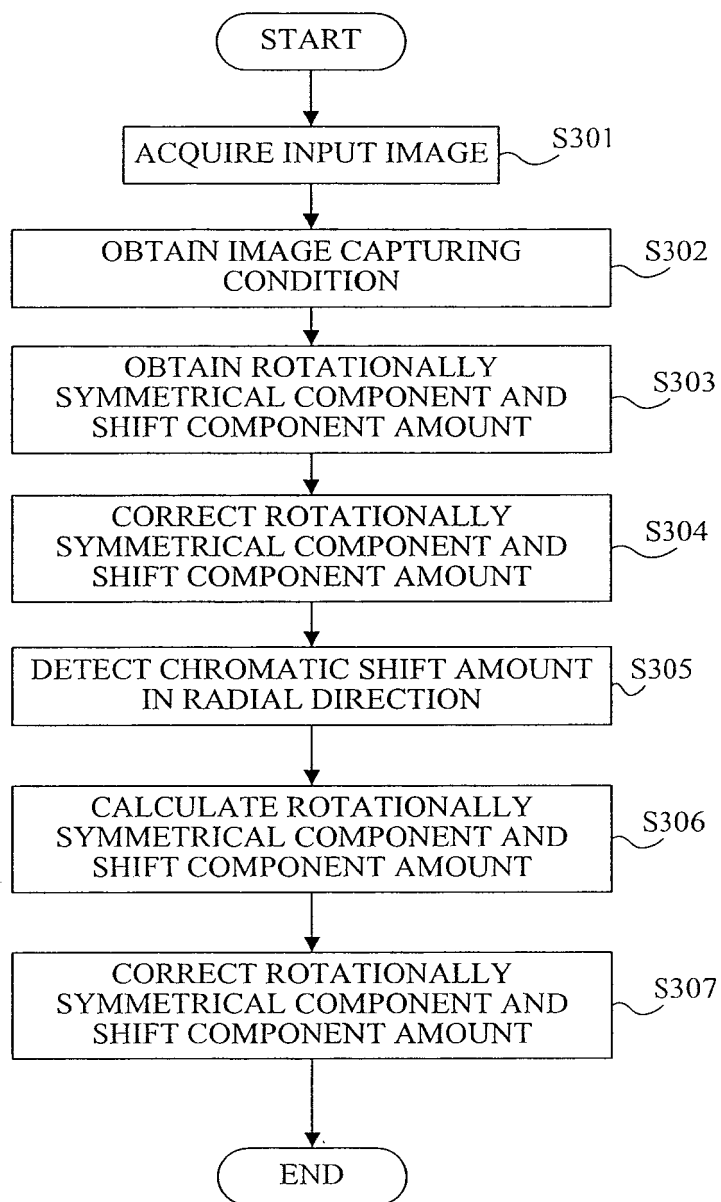 START
ACQUIRE INPUT IMAGE
S301
OBTAIN IMAGE CAPTURING
CONDITION
S302
OBTAIN ROTATIONALLY
SYMMETRICAL COMPONENT AND
SHIFT COMPONENT AMOUNT
S303
CORRECT ROTATIONALLY
SYMMETRICAL COMPONENT AND
SHIFT COMPONENT AMOUNT
S304
DETECT CHROMATIC SHIFT AMOUNT
IN RADIAL DIRECTION
S305
CALCULATE ROTATIONALLY
SYMMETRICAL COMPONENT AND
SHIFT COMPONENT AMOUNT
S306
CORRECT ROTATIONALLY
SYMMETRICAL COMPONENT AND
SHIFT COMPONENT AMOUNT
S307
END